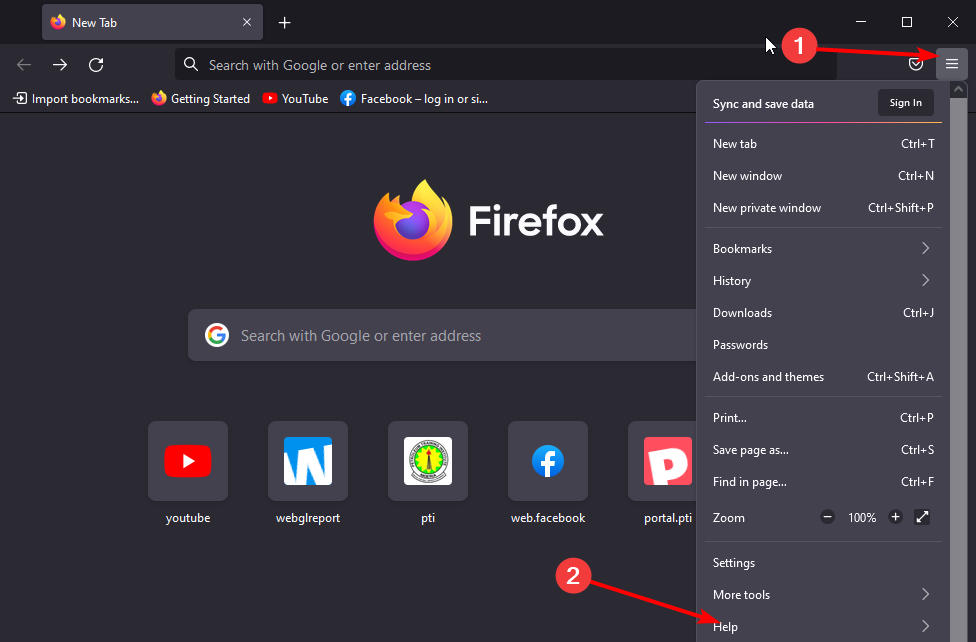 New Tab
1
Search with Google or enter address
Import bookmarks... Getting Started YouTube Facebook – log in or si...
Sync and save data Sign In
New tab Ctrl+T
New window Ctrl+N
New private window Ctrl+Shift+P
Bookmarks
History
Downloads Ctrl+J
Passwords
Add-ons and themes Ctrl+Shift+A
Print... Ctrl+P
Save page as... Ctrl+S
Find in page... Ctrl+F
Zoom 100%
Settings
More tools
Help
Firefox
Search with Google or enter address
youtube webglreport pti web.facebook portal.pti
2